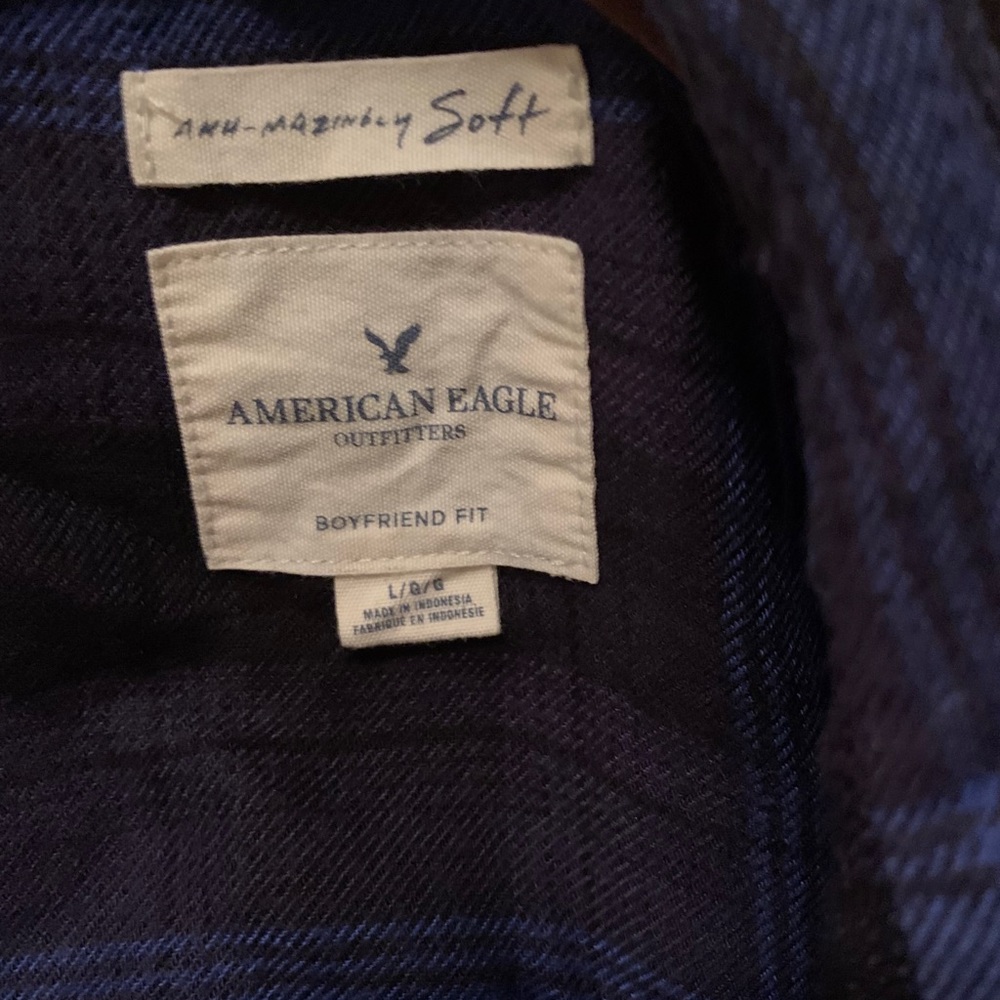 AHH-MAZINGLY Soft
AMERICAN EAGLE
OUTFITTERS
BOYFRIEND FIT
L/G/G
MADE IN INDONESIA
FABRIQUÉ EN INDONÉSIE